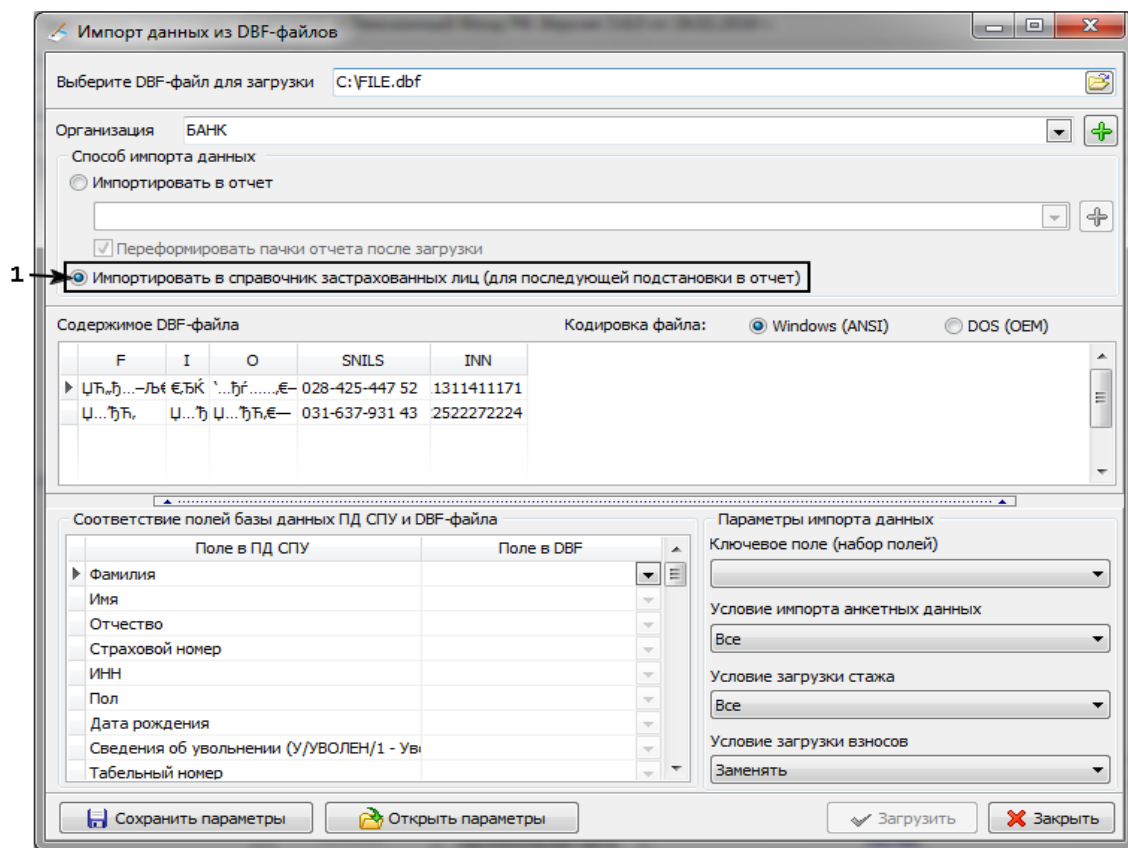 Импорт данных из DBF-файлов
Выберите DBF-файл для загрузки C:\FILE.dbf
Организация БАНК
Способ импорта данных
Импортировать в отчет
Переформировать пачки отчета после загрузки
1 Импортировать в справочник застрахованных лиц (для последующей подстановки в отчет)
Содержимое DBF-файла Кодировка файла: Windows (ANSI) DOS (OEM)
F I O SNILS INN
028-425-447 52 1311411171
031-637-931 43 2522272224
Соответствие полей базы данных ПД СПУ и DBF-файла
Поле в ПД СПУ Поле в DBF
Фамилия
Имя
Отчество
Страховой номер
ИНН
Пол
Дата рождения
Сведения об увольнении (У/УВОЛЕН/1 - Ув
Табельный номер
Параметры импорта данных
Ключевое поле (набор полей)
Условие импорта анкетных данных
Все
Условие загрузки стажа
Все
Условие загрузки взносов
Заменять
Сохранить параметры Открыть параметры Загрузить Закрыть